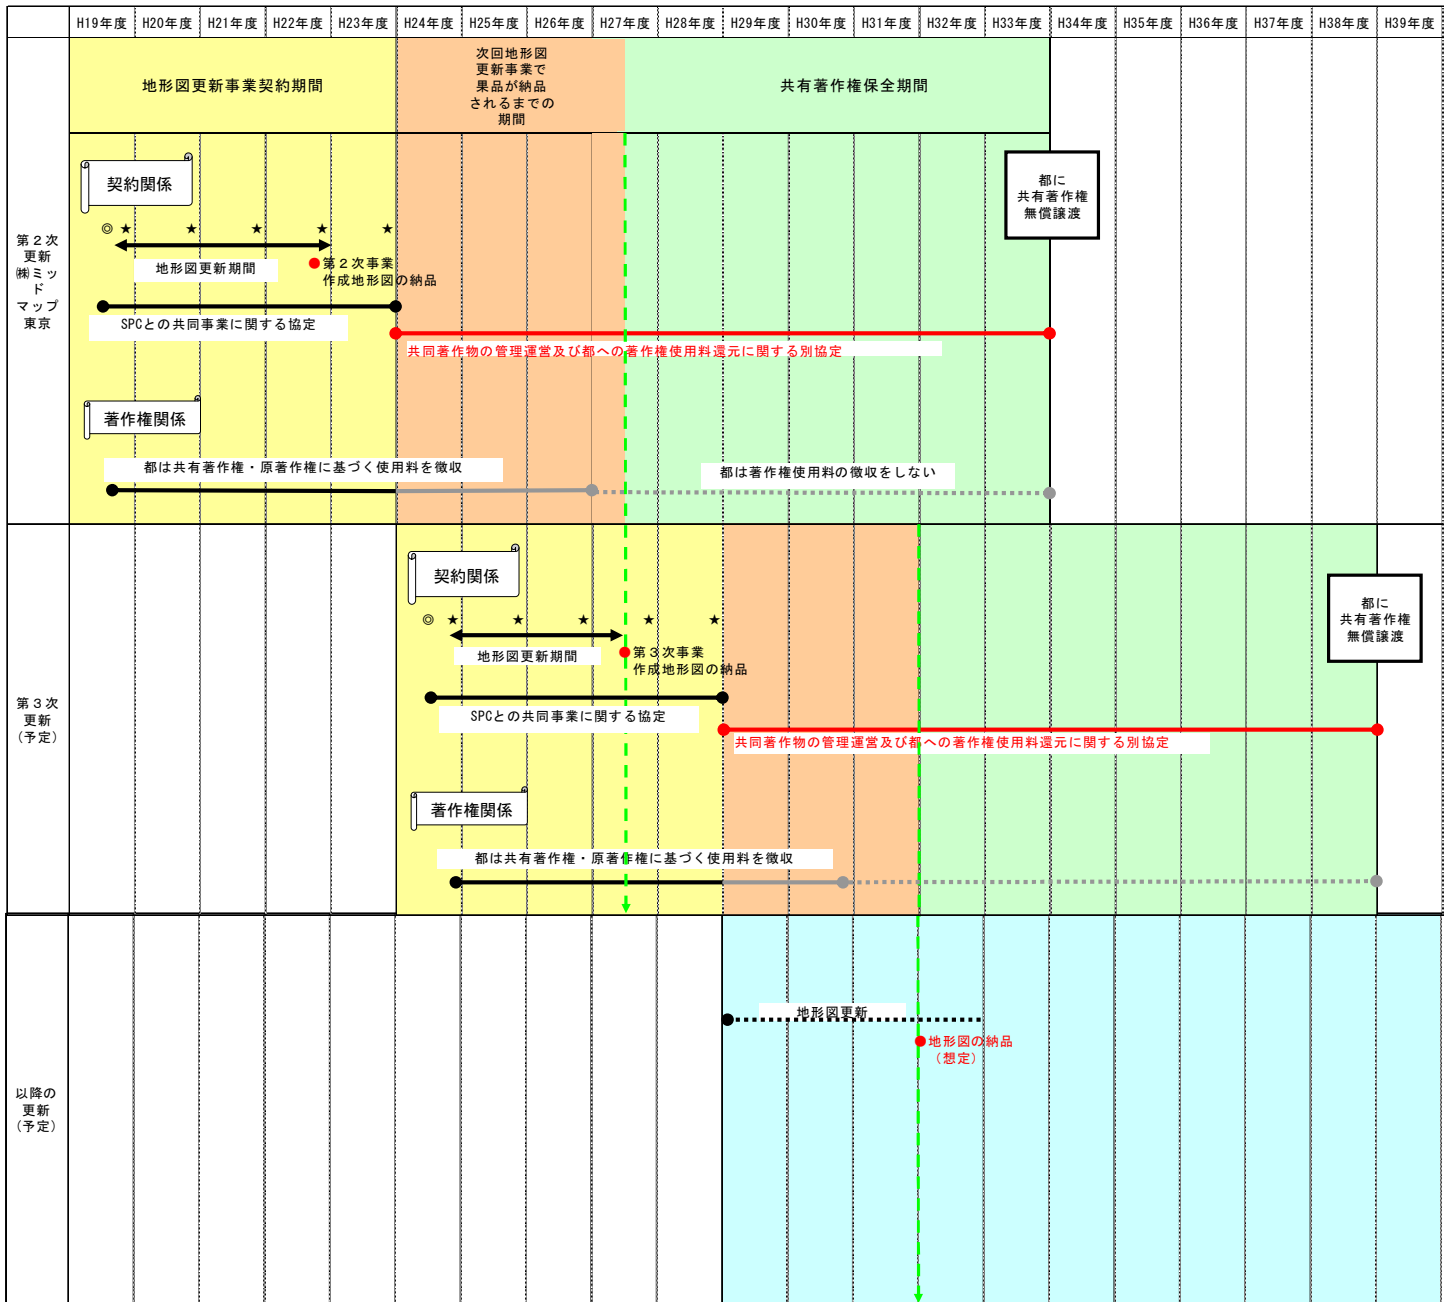 H19年度 H20年度 H21年度 H22年度 H23年度 H24年度 H25年度 H26年度 H27年度 H28年度 H29年度 H30年度 H31年度 H32年度 H33年度 H34年度 H35年度 H36年度 H37年度 H38年度 H39年度
地形図更新事業契約期間
次回地形図
更新事業で
果品が納品
されるまでの
期間
共有著作権保全期間
第２次
更新
㈱ミッ
ド
マップ
東京
契約関係
◎ ★ ★ ★ ★ ★
地形図更新期間
●第２次事業
作成地形図の納品
SPCとの共同事業に関する協定
共同著作物の管理運営及び都への著作権使用料還元に関する別協定
都に
共有著作権
無償譲渡
著作権関係
都は共有著作権・原著作権に基づく使用料を徴収
都は著作権使用料の徴収をしない
第３次
更新
(予定)
契約関係
◎ ★ ★ ★ ★ ★
地形図更新期間
●第３次事業
作成地形図の納品
SPCとの共同事業に関する協定
共同著作物の管理運営及び都への著作権使用料還元に関する別協定
都に
共有著作権
無償譲渡
著作権関係
都は共有著作権・原著作権に基づく使用料を徴収
以降の
更新
(予定)
地形図更新
●地形図の納品
（想定）